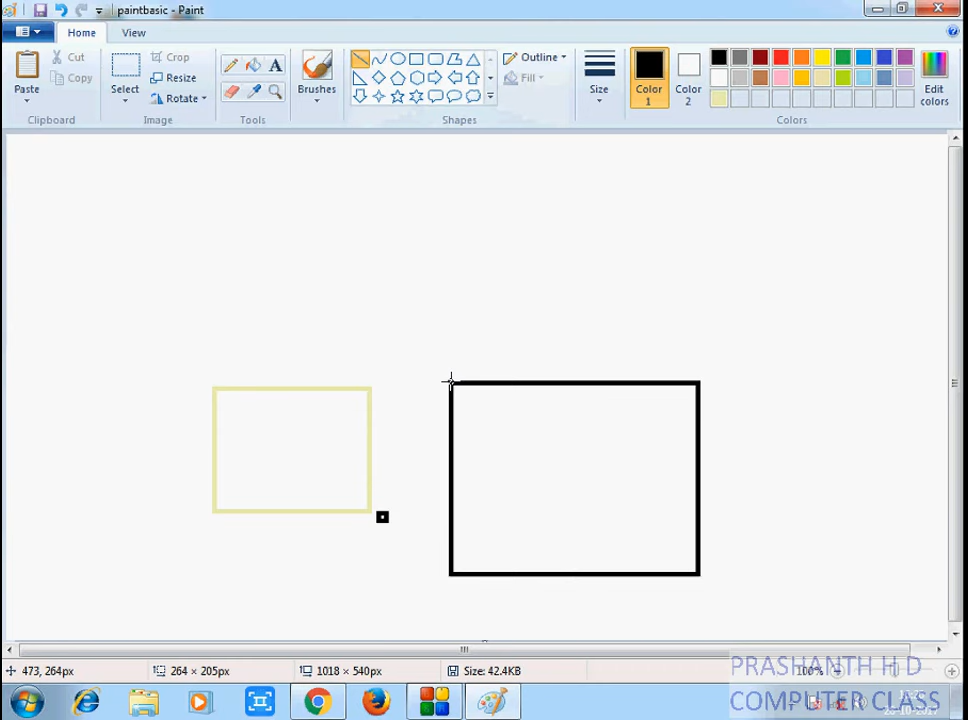 paintbasic - Paint
Home View
Paste Cut Copy Clipboard
Select Crop Resize Rotate Image
Tools
Brushes
Outline Fill Shapes
Size
Color 1 Color 2 Edit colors Colors
473, 264px 264 × 205px 1018 × 540px Size: 42.4KB 100%
PRASHANTH H D
COMPUTER CLASS